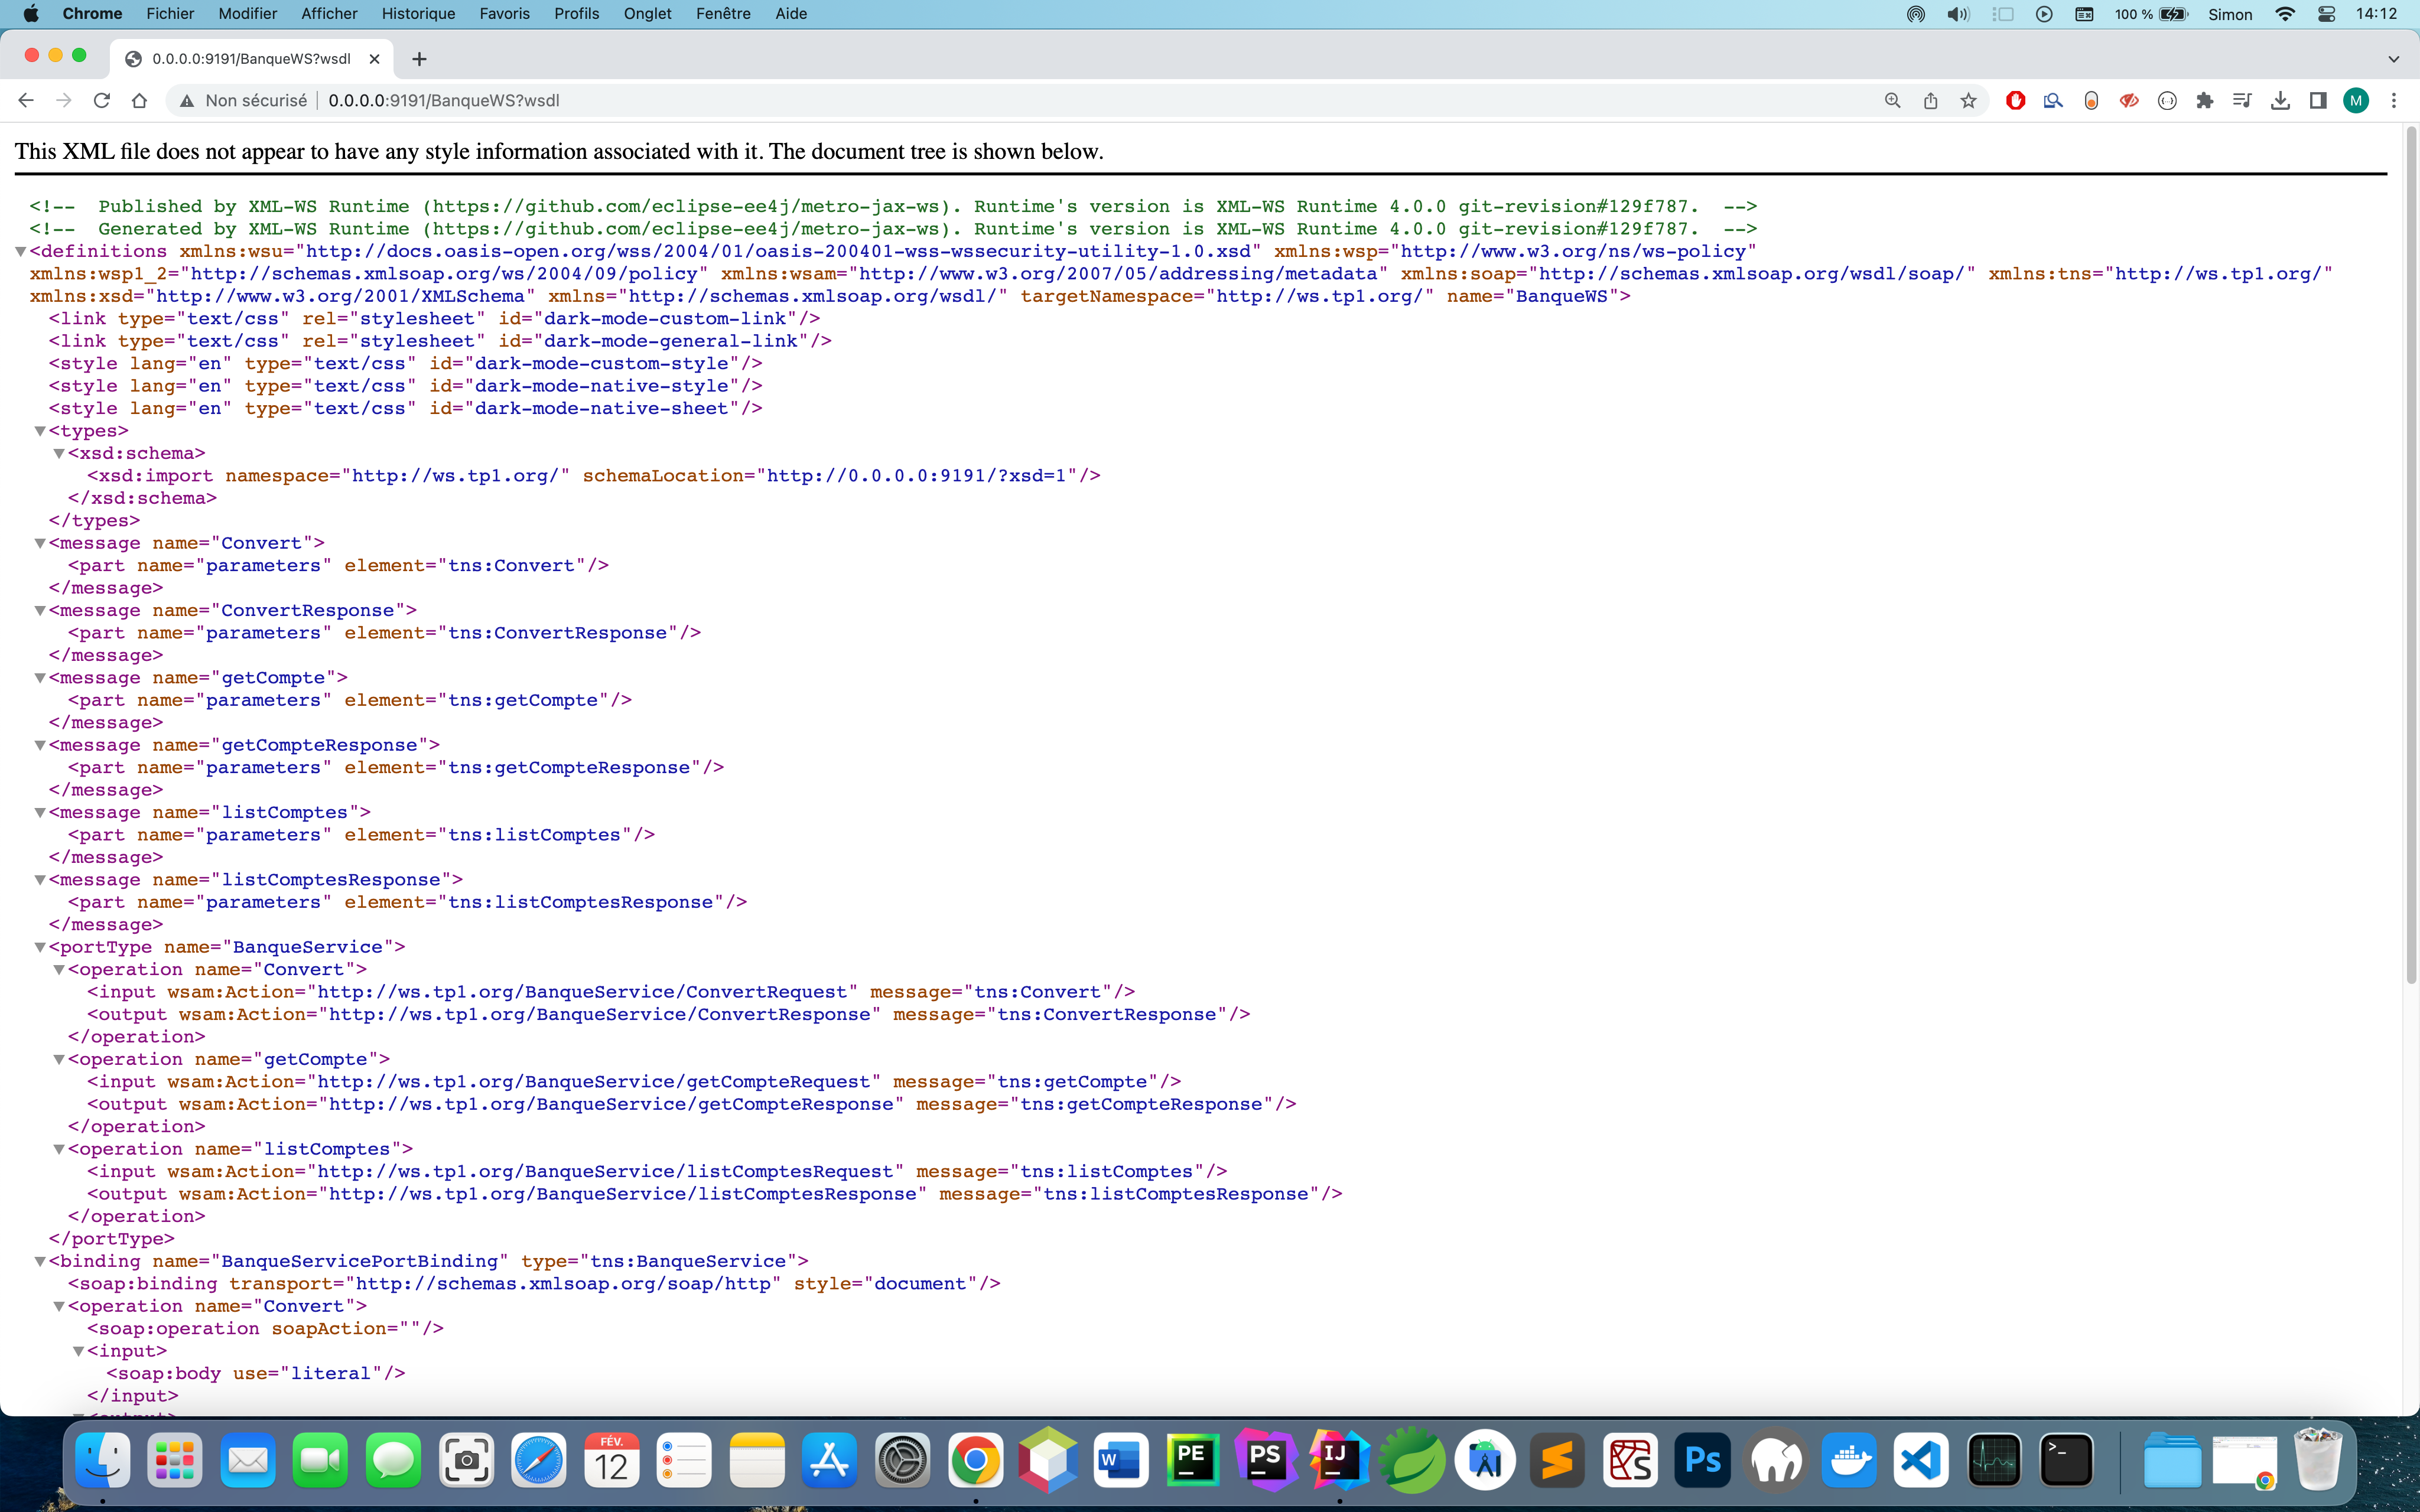 Chrome Fichier Modifier Afficher Historique Favoris Profils Onglet Fenêtre Aide 100 % Simon 14:12
0.0.0.0:9191/BanqueWS?wsdl
Non sécurisé 0.0.0.0:9191/BanqueWS?wsdl M
This XML file does not appear to have any style information associated with it. The document tree is shown below.
<!-- Published by XML-WS Runtime (https://github.com/eclipse-ee4j/metro-jax-ws). Runtime's version is XML-WS Runtime 4.0.0 git-revision#129f787. -->
<!-- Generated by XML-WS Runtime (https://github.com/eclipse-ee4j/metro-jax-ws). Runtime's version is XML-WS Runtime 4.0.0 git-revision#129f787. -->
▼<definitions xmlns:wsu="http://docs.oasis-open.org/wss/2004/01/oasis-200401-wss-wssecurity-utility-1.0.xsd" xmlns:wsp="http://www.w3.org/ns/ws-policy"
xmlns:wsp1_2="http://schemas.xmlsoap.org/ws/2004/09/policy" xmlns:wsam="http://www.w3.org/2007/05/addressing/metadata" xmlns:soap="http://schemas.xmlsoap.org/wsdl/soap/" xmlns:tns="http://ws.tp1.org/"
xmlns:xsd="http://www.w3.org/2001/XMLSchema" xmlns="http://schemas.xmlsoap.org/wsdl/" targetNamespace="http://ws.tp1.org/" name="BanqueWS">
<link type="text/css" rel="stylesheet" id="dark-mode-custom-link"/>
<link type="text/css" rel="stylesheet" id="dark-mode-general-link"/>
<style lang="en" type="text/css" id="dark-mode-custom-style"/>
<style lang="en" type="text/css" id="dark-mode-native-style"/>
<style lang="en" type="text/css" id="dark-mode-native-sheet"/>
▼<types>
▼<xsd:schema>
<xsd:import namespace="http://ws.tp1.org/" schemaLocation="http://0.0.0.0:9191/?xsd=1"/>
</xsd:schema>
</types>
▼<message name="Convert">
<part name="parameters" element="tns:Convert"/>
</message>
▼<message name="ConvertResponse">
<part name="parameters" element="tns:ConvertResponse"/>
</message>
▼<message name="getCompte">
<part name="parameters" element="tns:getCompte"/>
</message>
▼<message name="getCompteResponse">
<part name="parameters" element="tns:getCompteResponse"/>
</message>
▼<message name="listComptes">
<part name="parameters" element="tns:listComptes"/>
</message>
▼<message name="listComptesResponse">
<part name="parameters" element="tns:listComptesResponse"/>
</message>
▼<portType name="BanqueService">
▼<operation name="Convert">
<input wsam:Action="http://ws.tp1.org/BanqueService/ConvertRequest" message="tns:Convert"/>
<output wsam:Action="http://ws.tp1.org/BanqueService/ConvertResponse" message="tns:ConvertResponse"/>
</operation>
▼<operation name="getCompte">
<input wsam:Action="http://ws.tp1.org/BanqueService/getCompteRequest" message="tns:getCompte"/>
<output wsam:Action="http://ws.tp1.org/BanqueService/getCompteResponse" message="tns:getCompteResponse"/>
</operation>
▼<operation name="listComptes">
<input wsam:Action="http://ws.tp1.org/BanqueService/listComptesRequest" message="tns:listComptes"/>
<output wsam:Action="http://ws.tp1.org/BanqueService/listComptesResponse" message="tns:listComptesResponse"/>
</operation>
</portType>
▼<binding name="BanqueServicePortBinding" type="tns:BanqueService">
<soap:binding transport="http://schemas.xmlsoap.org/soap/http" style="document"/>
▼<operation name="Convert">
<soap:operation soapAction=""/>
▼<input>
<soap:body use="literal"/>
</input>
FÉV.
12 W PE PS IJ S Ps >_